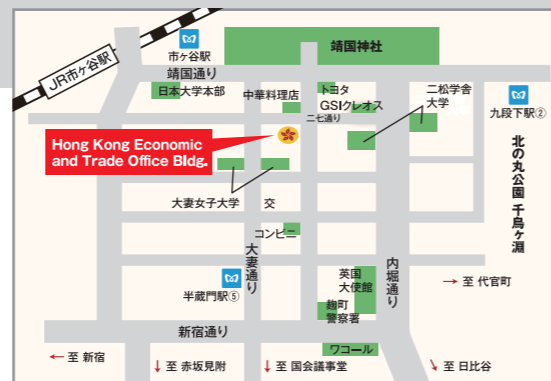 JR市ケ谷駅
市ケ谷駅
靖国神社
靖国通り
日本大学本部
中華料理店
トヨタ
GSIクレオス
二七通り
二松学舎
大学
九段下駅②
Hong Kong Economic
and Trade Office Bldg.
北の丸公園 千鳥ヶ淵
大妻女子大学
交
コンビニ
大妻通り
内堀通り
半蔵門駅⑤
英国
大使館
→ 至 代官町
麹町
警察署
新宿通り
ワコール
← 至 新宿
↓ 至 赤坂見附
↓ 至 国会議事堂
↘ 至 日比谷